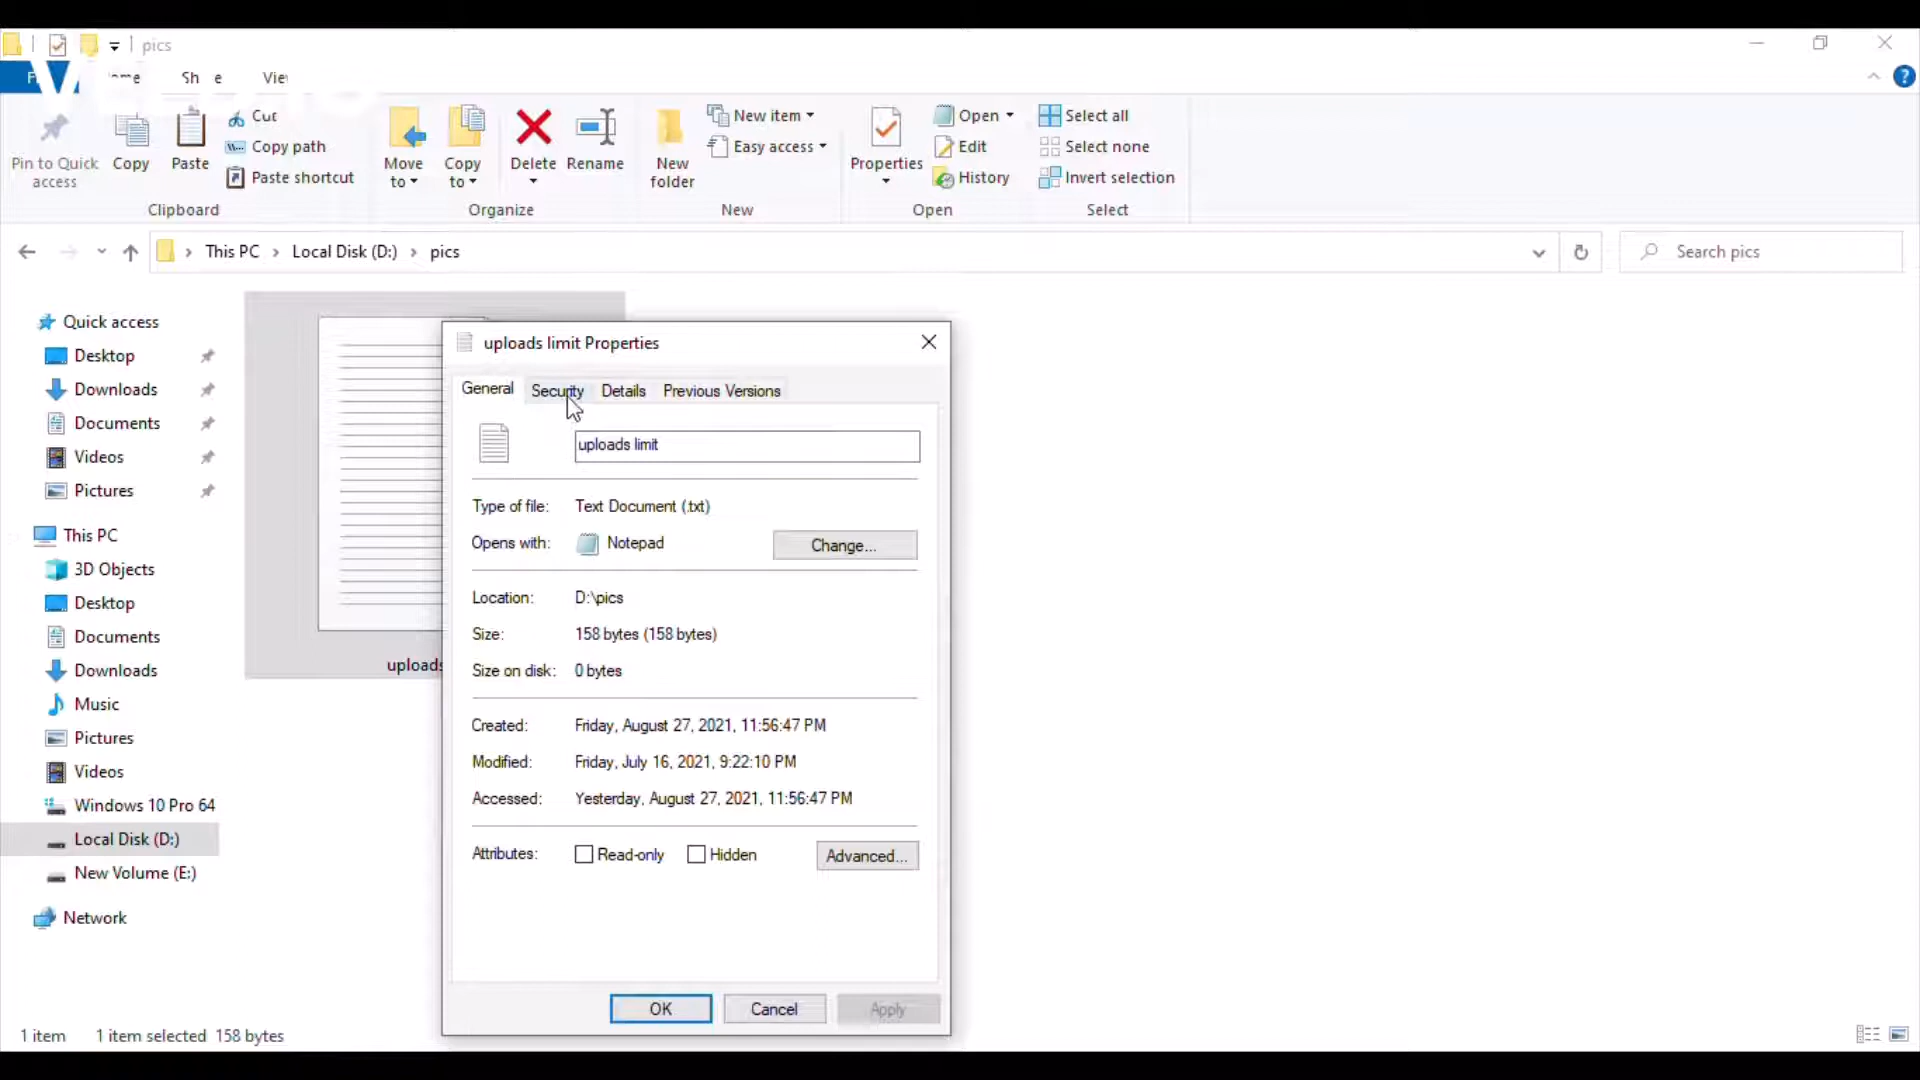 pics
Sh e
Cut
New item
Open
Select all
Copy path
Easy access
Edit
Select none
Pin to Quick access
Copy
Paste
Paste shortcut
Move to
Copy to
Delete
Rename
New folder
Properties
History
Invert selection
Clipboard
Organize
New
Open
Select
This PC > Local Disk (D:) > pics
Search pics
Quick access
Desktop
Downloads
Documents
Videos
Pictures
This PC
3D Objects
Desktop
Documents
Downloads
Music
Pictures
Videos
Windows 10 Pro 64
Local Disk (D:)
New Volume (E:)
Network
uploads
uploads limit Properties
General Security Details Previous Versions
uploads limit
Type of file: Text Document (.txt)
Opens with: Notepad Change...
Location: D:\pics
Size: 158 bytes (158 bytes)
Size on disk: 0 bytes
Created: Friday, August 27, 2021, 11:56:47 PM
Modified: Friday, July 16, 2021, 9:22:10 PM
Accessed: Yesterday, August 27, 2021, 11:56:47 PM
Attributes: Read-only Hidden Advanced...
OK Cancel Apply
1 item 1 item selected 158 bytes